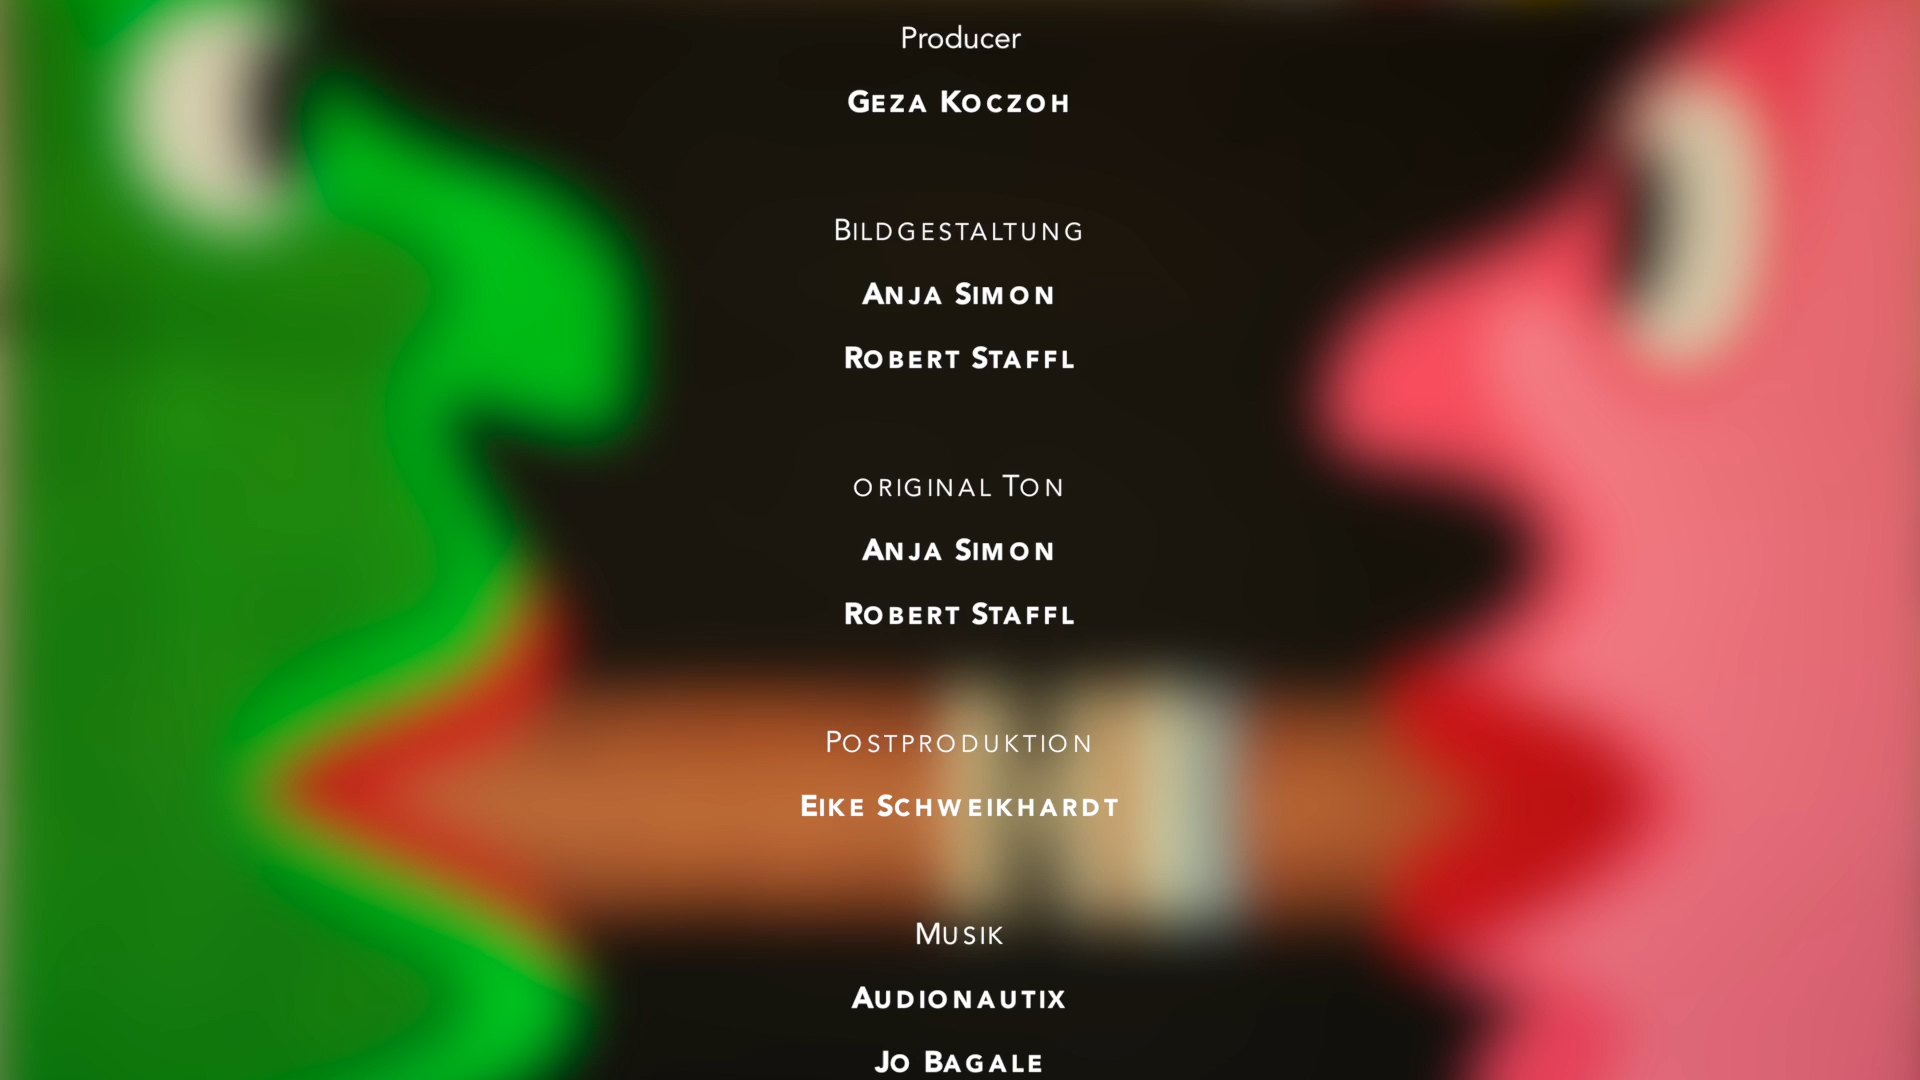 Producer
Geza Koczoh
Bildgestaltung
Anja Simon
Robert Staffl
original Ton
Anja Simon
Robert Staffl
Postproduktion
Eike Schweikhardt
Musik
Audionautix
Jo Bagale